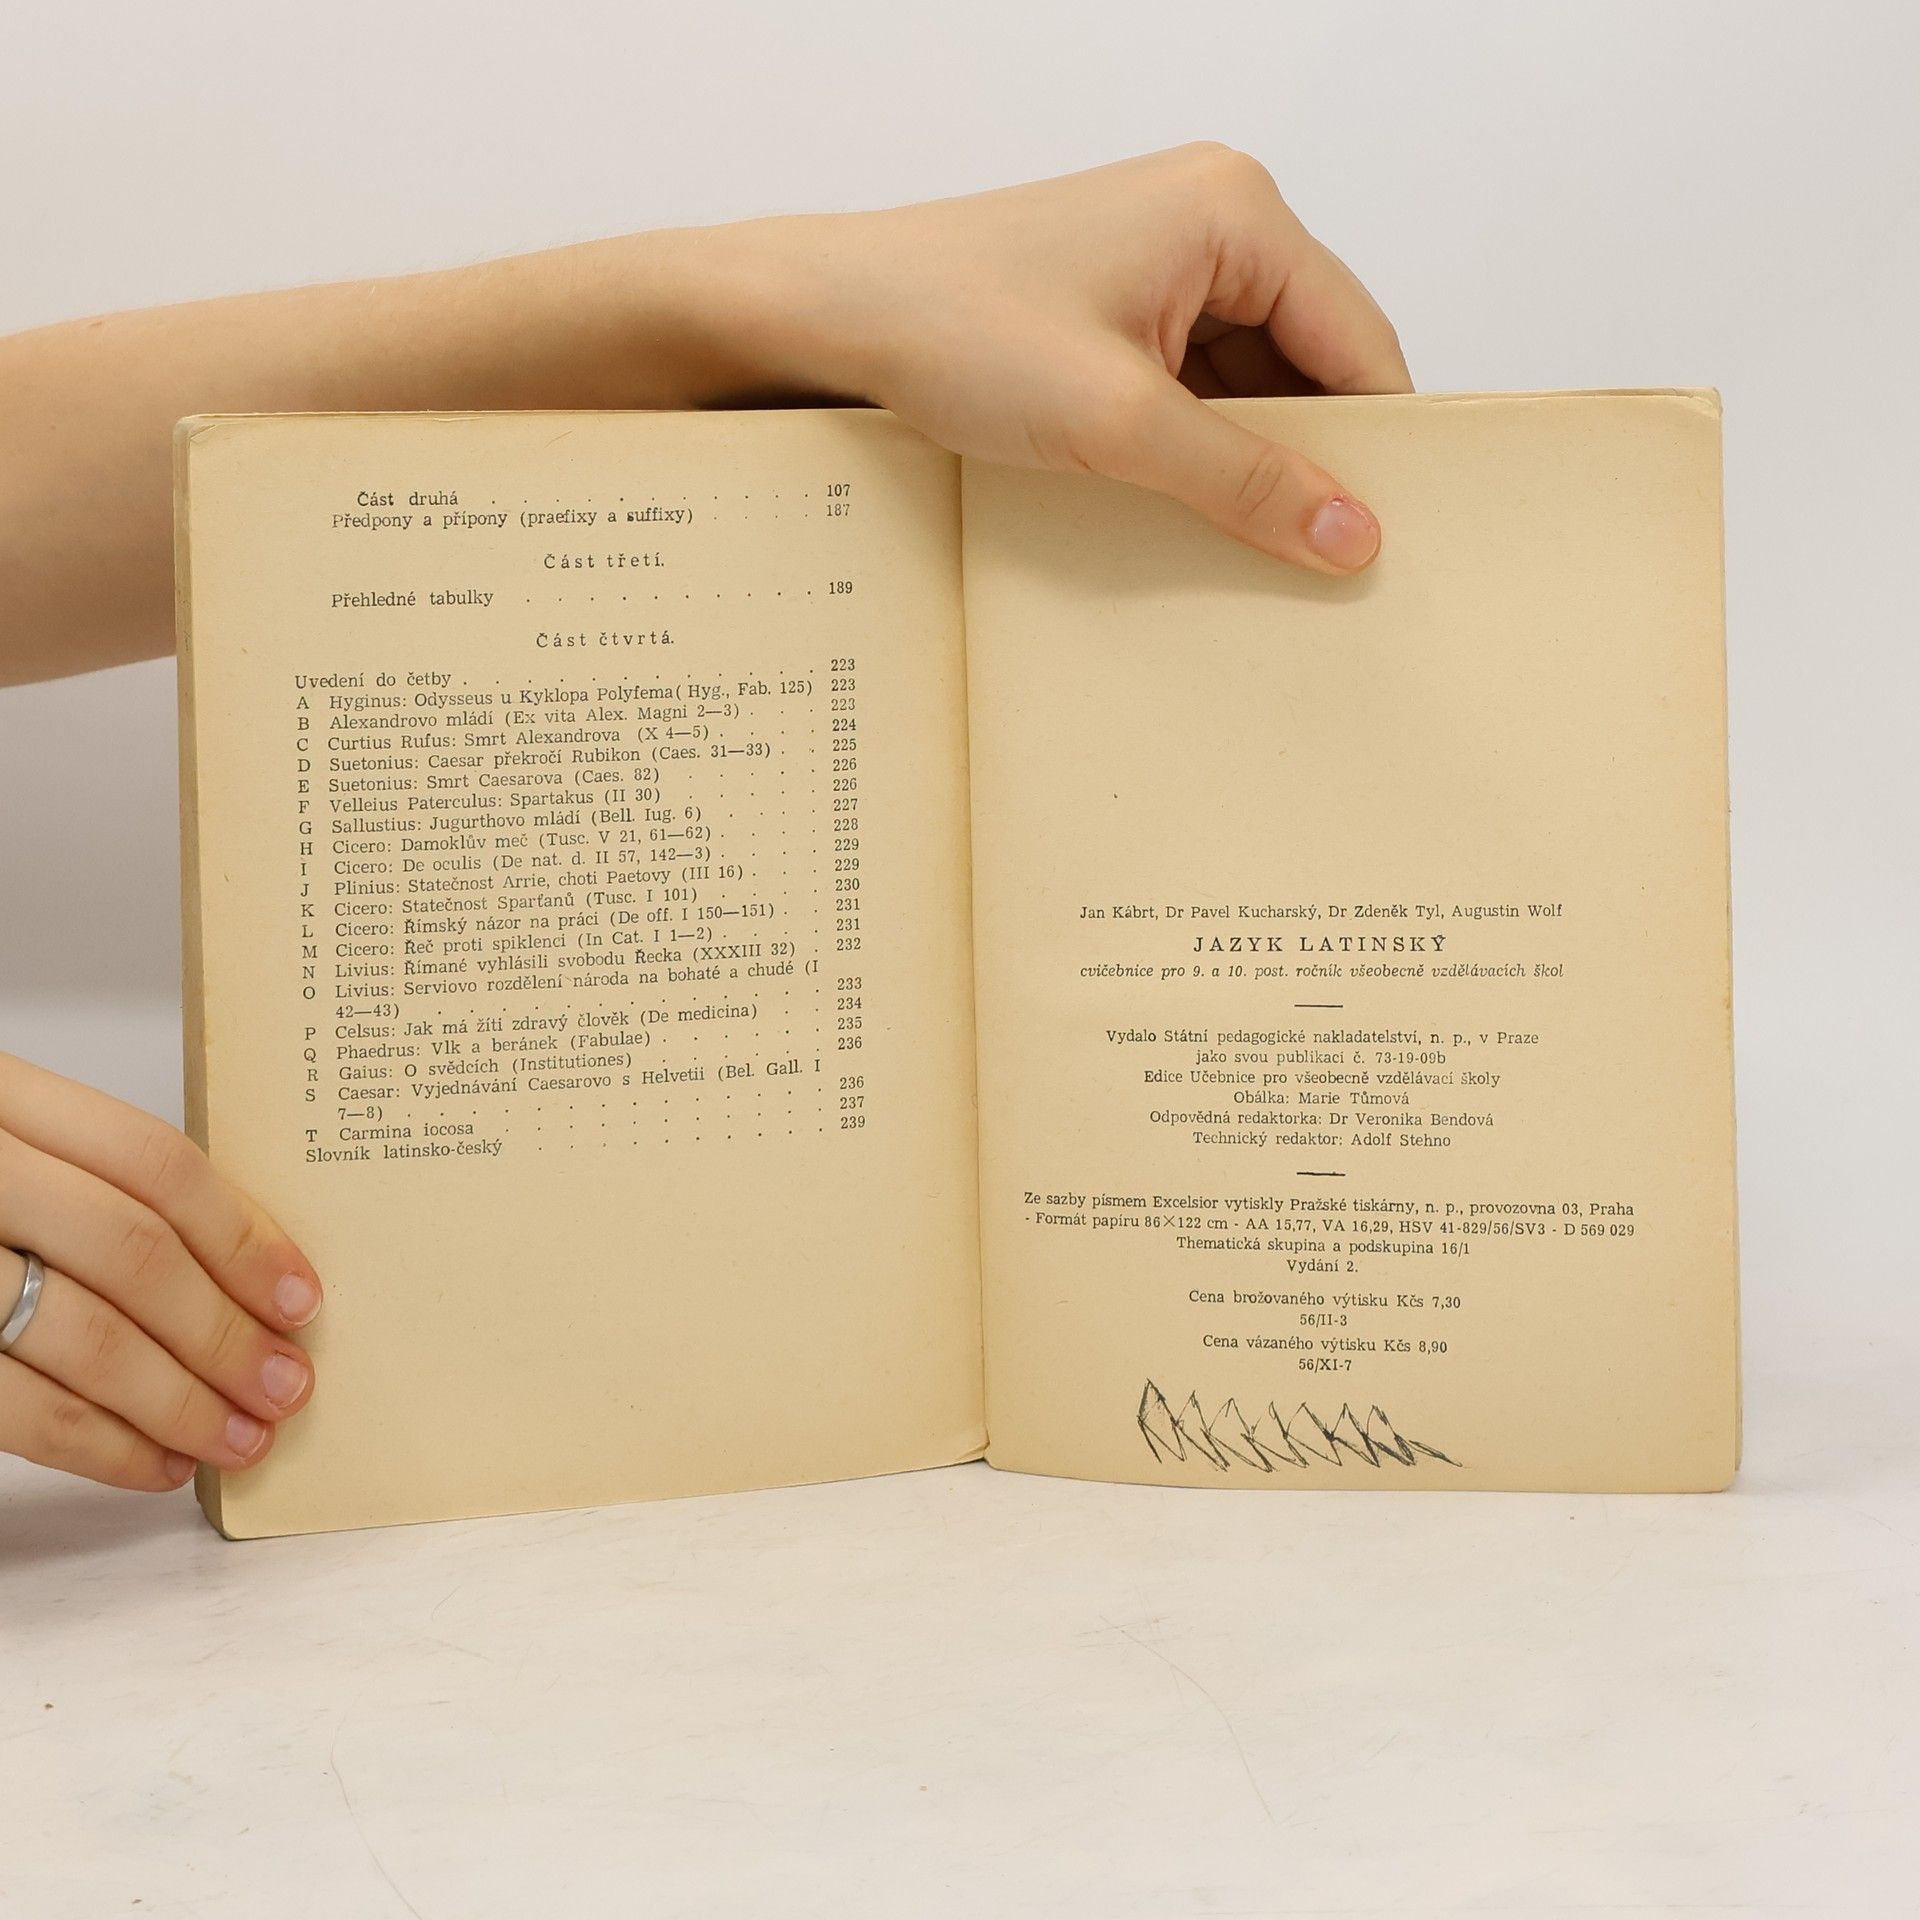 Část druhá . . . . . . . . . . . 107
Předpony a přípony (praefixy a suffixy) . . . . 187
Část třetí.
Přehledné tabulky . . . . . . . . . . 189
Část čtvrtá.
Uvedení do četby . . . . . . . . . . . . 223
A Hyginus: Odysseus u Kyklopa Polyfema( Hyg., Fab. 125) 223
B Alexandrovo mládí (Ex vita Alex. Magni 2—3) . . . 223
C Curtius Rufus: Smrt Alexandrova (X 4—5) . . . . 224
D Suetonius: Caesar překročí Rubikon (Caes. 31—33) . . 225
E Suetonius: Smrt Caesarova (Caes. 82) . . . . . 226
F Velleius Paterculus: Spartakus (II 30) . . . . . 226
G Sallustius: Jugurthovo mládí (Bell. Iug. 6) . . . . 227
H Cicero: Damoklův meč (Tusc. V 21, 61—62) . . . . 228
I Cicero: De oculis (De nat. d. II 57, 142—3) . . . . 229
J Plinius: Statečnost Arrie, choti Paetovy (III 16) . . . 229
K Cicero: Statečnost Sparťanů (Tusc. I 101) . . . . 230
L Cicero: Římský názor na práci (De off. I 150—151) . . 231
M Cicero: Řeč proti spiklenci (In Cat. I 1—2) . . . . 231
N Livius: Římané vyhlásili svobodu Řecka (XXXIII 32) . 232
O Livius: Serviovo rozdělení národa na bohaté a chudé (I
42—43) . . . . . . . . . . . . . 233
P Celsus: Jak má žíti zdravý člověk (De medicina) . . 234
Q Phaedrus: Vlk a beránek (Fabulae) . . . . . . 235
R Gaius: O svědcích (Institutiones) . . . . . . 236
S Caesar: Vyjednávání Caesarovo s Helvetii (Bel. Gall. I
7—8) . . . . . . . . . . . . . 236
T Carmina iocosa . . . . . . . . . . . 237
Slovník latinsko-český . . . . . . . . . . 239
Jan Kábrt, Dr Pavel Kucharský, Dr Zdeněk Tyl, Augustin Wolf
JAZYK LATINSKÝ
cvičebnice pro 9. a 10. post. ročník všeobecně vzdělávacích škol
Vydalo Státní pedagogické nakladatelství, n. p., v Praze
jako svou publikaci č. 73-19-09b
Edice Učebnice pro všeobecně vzdělávací školy
Obálka: Marie Tůmová
Odpovědná redaktorka: Dr Veronika Bendová
Technický redaktor: Adolf Stehno
Ze sazby písmem Excelsior vytiskly Pražské tiskárny, n. p., provozovna 03, Praha
- Formát papíru 86×122 cm - AA 15,77, VA 16,29, HSV 41-829/56/SV3 - D 569 029
Thematická skupina a podskupina 16/1
Vydání 2.
Cena brožovaného výtisku Kčs 7,30
56/II-3
Cena vázaného výtisku Kčs 8,90
56/XI-7